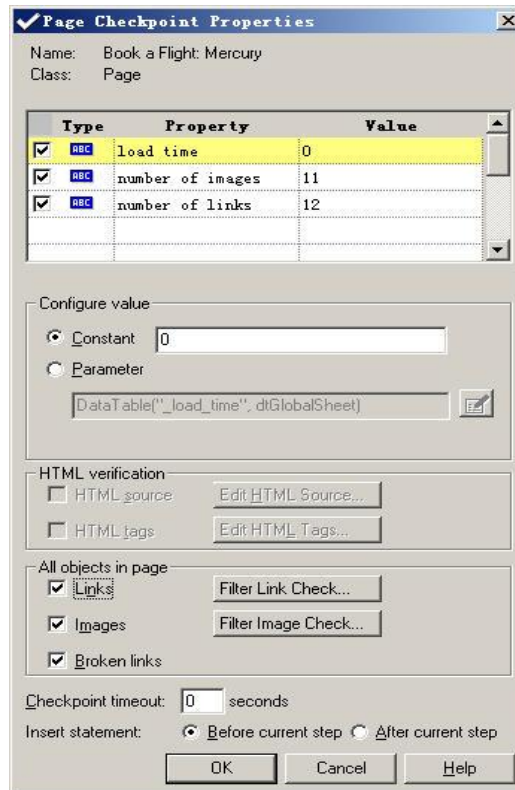 Page Checkpoint Properties
Name: Book a Flight: Mercury
Class: Page
Type Property Value
ABC load time 0
ABC number of images 11
ABC number of links 12
Configure value
Constant 0
Parameter
DataTable("_load_time", dtGlobalSheet)
HTML verification
HTML source Edit HTML Source...
HTML tags Edit HTML Tags...
All objects in page
Links Filter Link Check...
Images Filter Image Check...
Broken links
Checkpoint timeout: 0 seconds
Insert statement: Before current step After current step
OK Cancel Help